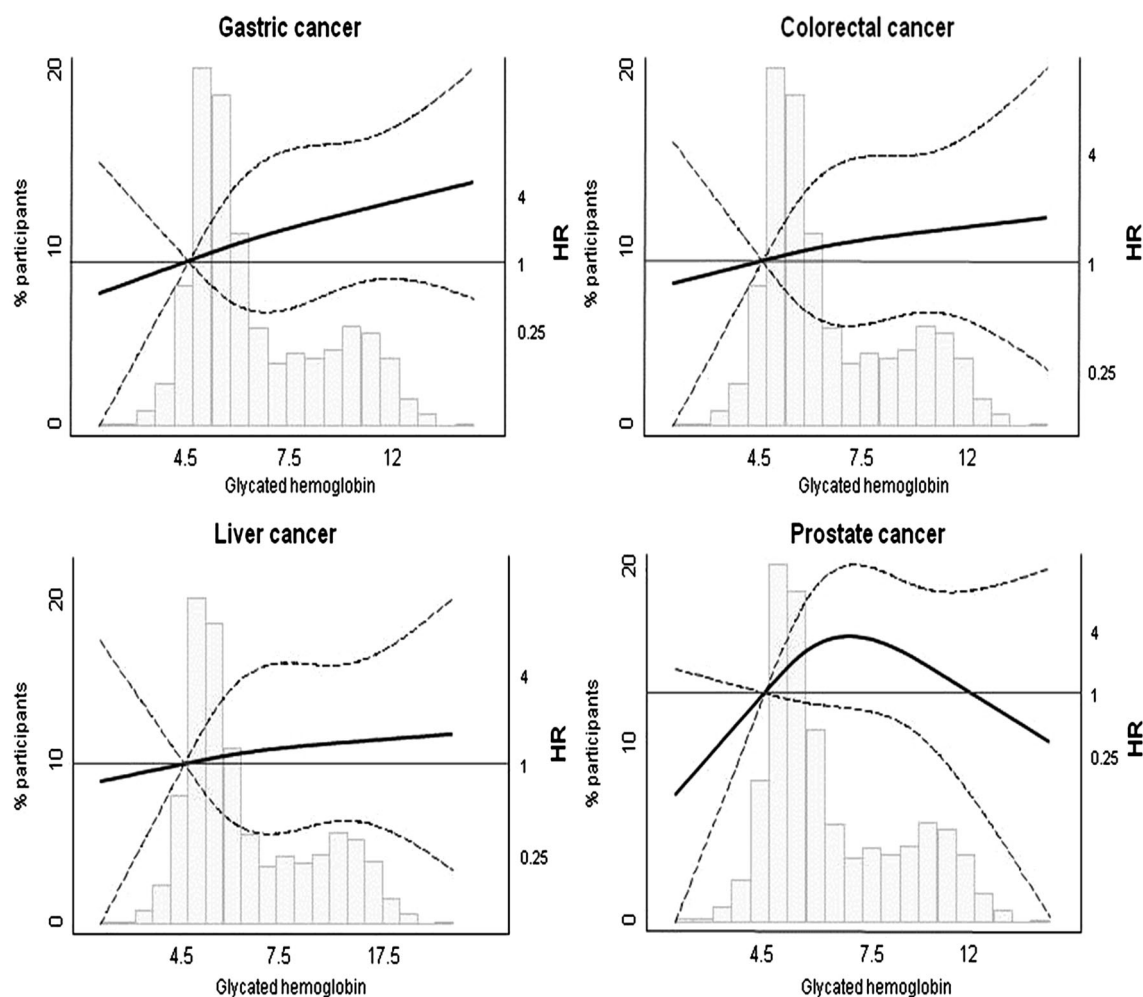 Gastric cancer
20
10
0
% participants
4
1
0.25
HR
4.5 7.5 12
Glycated hemoglobin
Colorectal cancer
20
10
0
% participants
4
1
0.25
HR
4.5 7.5 12
Glycated hemoglobin
Liver cancer
20
10
0
% participants
4
1
0.25
HR
4.5 7.5 17.5
Glycated hemoglobin
Prostate cancer
20
10
0
% participants
4
1
0.25
HR
4.5 7.5 12
Glycated hemoglobin